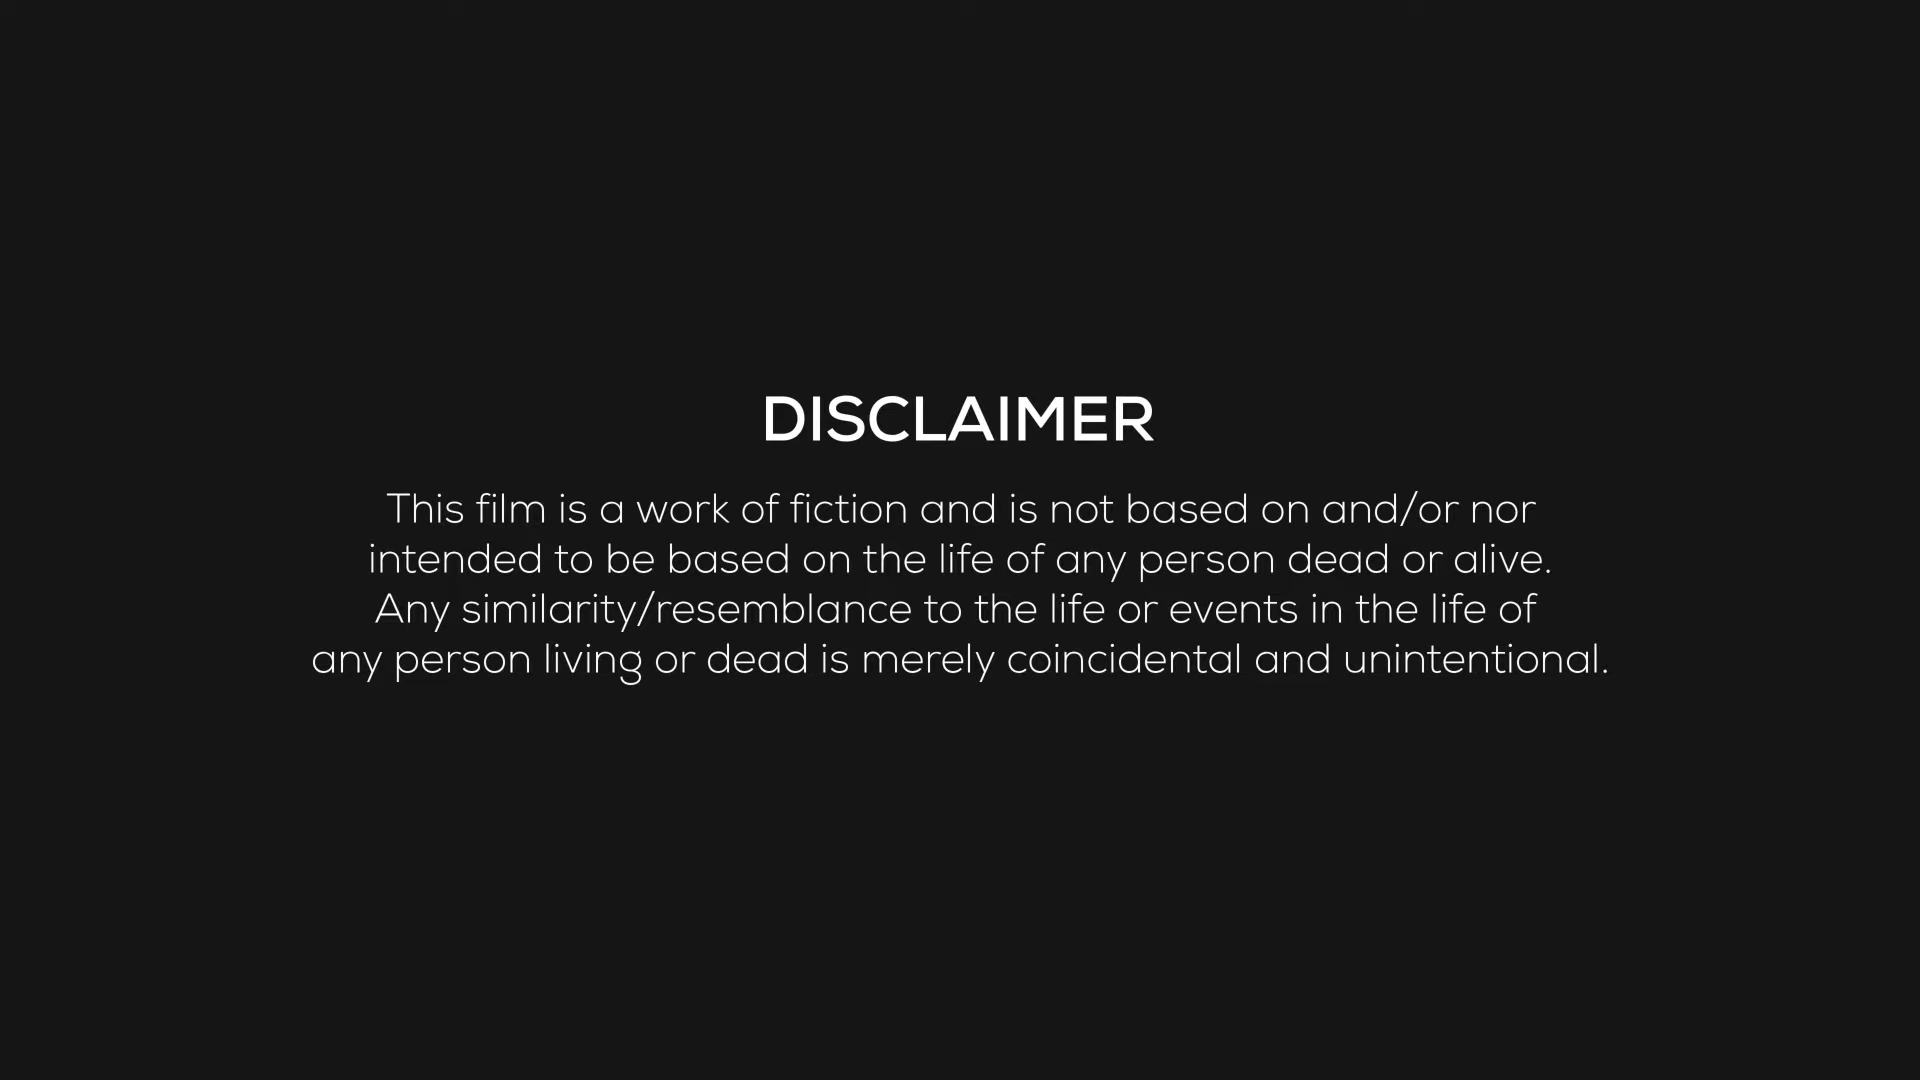 DISCLAIMER
This film is a work of fiction and is not based on and/or nor
intended to be based on the life of any person dead or alive.
Any similarity/resemblance to the life or events in the life of
any person living or dead is merely coincidental and unintentional.